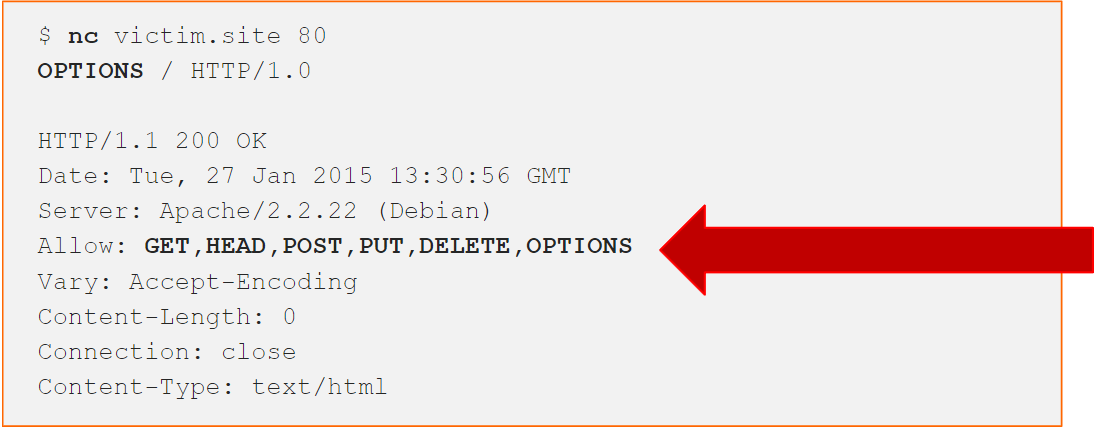 $ nc victim.site 80
OPTIONS / HTTP/1.0
HTTP/1.1 200 OK
Date: Tue, 27 Jan 2015 13:30:56 GMT
Server: Apache/2.2.22 (Debian)
Allow: GET,HEAD,POST,PUT,DELETE,OPTIONS
Vary: Accept-Encoding
Content-Length: 0
Connection: close
Content-Type: text/html